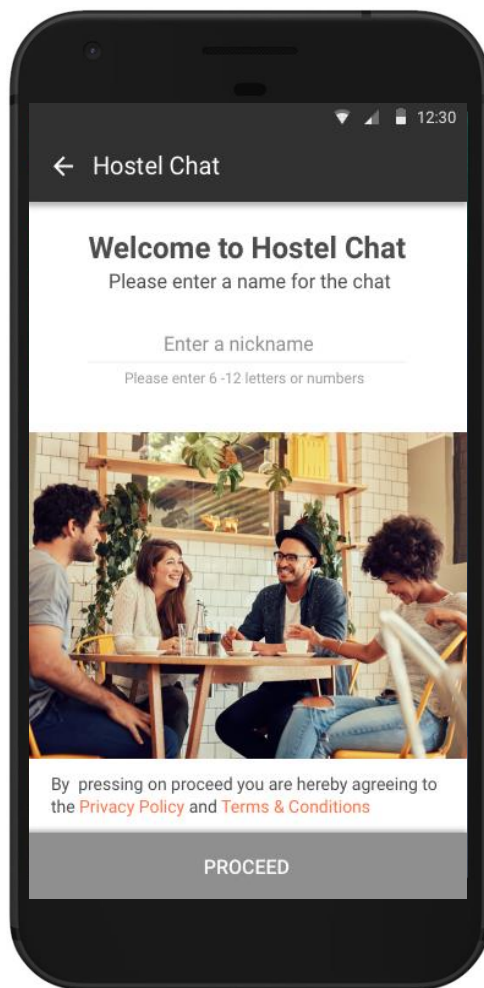 12:30
Hostel Chat
Welcome to Hostel Chat
Please enter a name for the chat
Enter a nickname
Please enter 6 -12 letters or numbers
By pressing on proceed you are hereby agreeing to
the Privacy Policy and Terms & Conditions
PROCEED